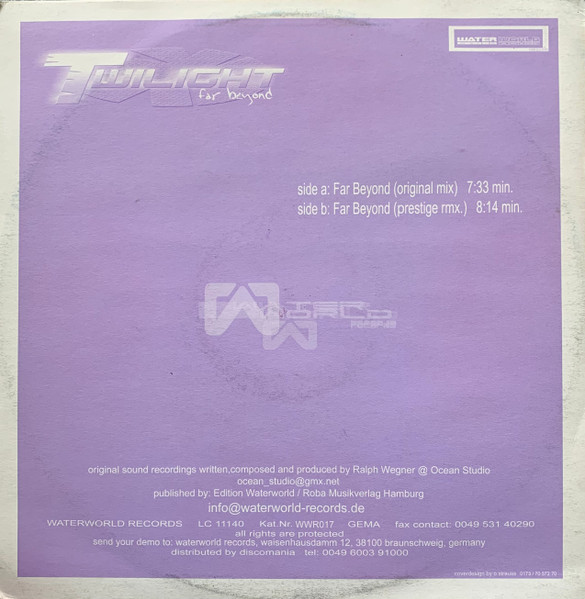 WATER
TWILIGHT
far beyond
side a: Far Beyond (original mix) 7:33 min.
side b: Far Beyond (prestige rmx.) 8:14 min.
original sound recordings written,composed and produced by Ralph Wegner @ Ocean Studio
ocean_studio@gmx.net
published by: Edition Waterworld / Roba Musikverlag Hamburg
info@waterworld-records.de
WATERWORLD RECORDS LC 11140 Kat.Nr. WWR017 GEMA fax contact: 0049 531 40290
all rights are protected
send your demo to: waterworld records, waisenhausdamm 12, 38100 braunschweig, germany
distributed by discomania tel: 0049 6003 91000
coverdesign by